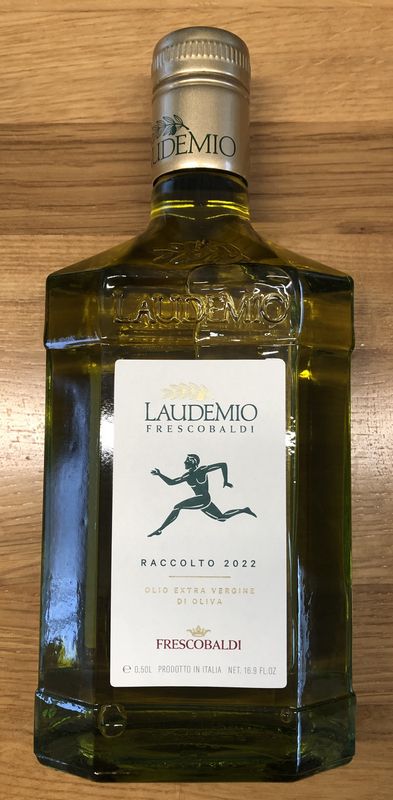 LAUDEMIO
LAUDEMIO
LAUDEMIO
FRESCOBALDI
RACCOLTO 2022
OLIO EXTRA VERGINE
DI OLIVA
FRESCOBALDI
℮ 0,50L PRODOTTO IN ITALIA NET. 16.9 FL.OZ